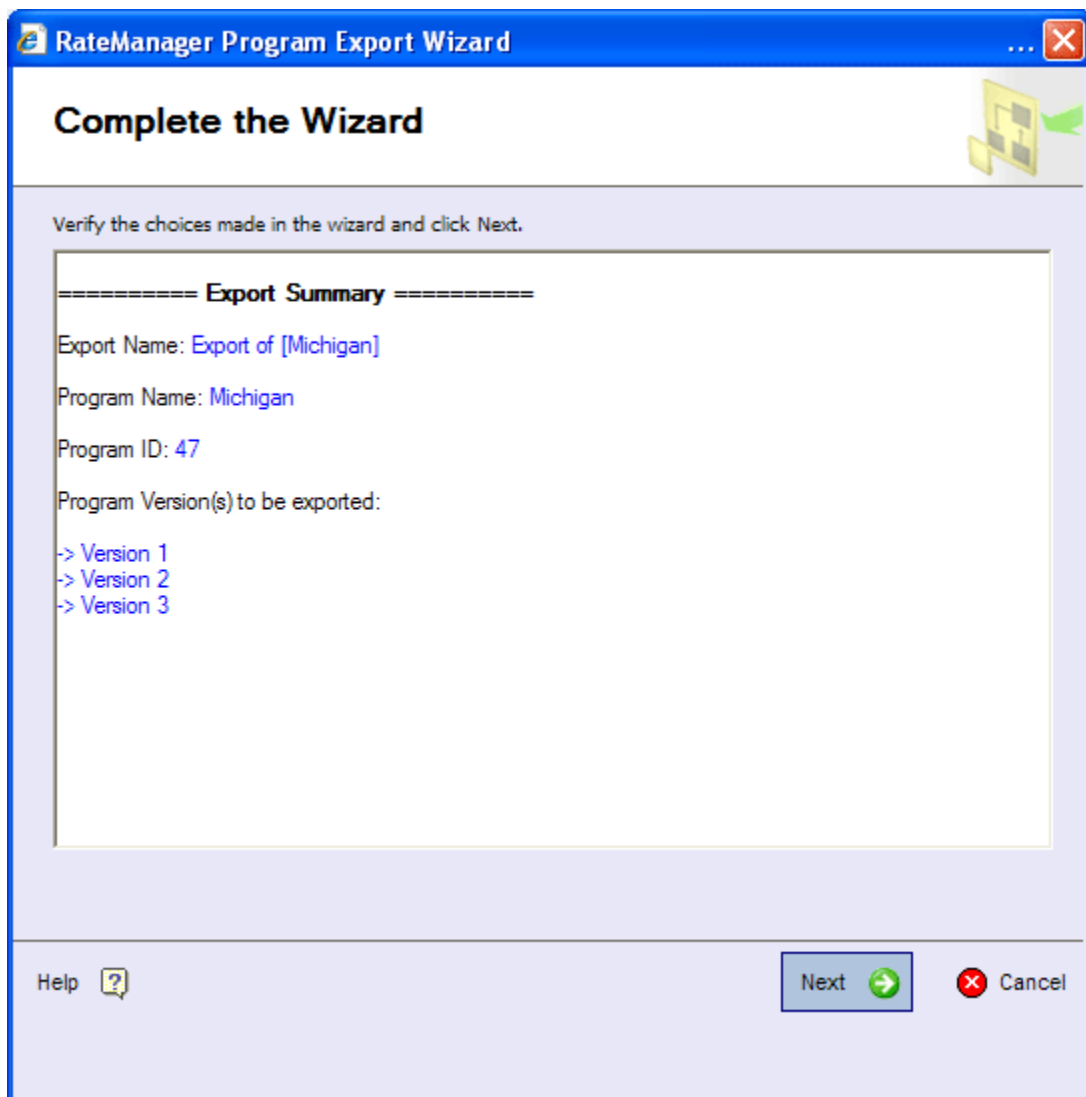 RateManager Program Export Wizard ...
Complete the Wizard
Verify the choices made in the wizard and click Next.
========== Export Summary ==========
Export Name: Export of [Michigan]
Program Name: Michigan
Program ID: 47
Program Version(s) to be exported:
-> Version 1
-> Version 2
-> Version 3
Help ? Next Cancel